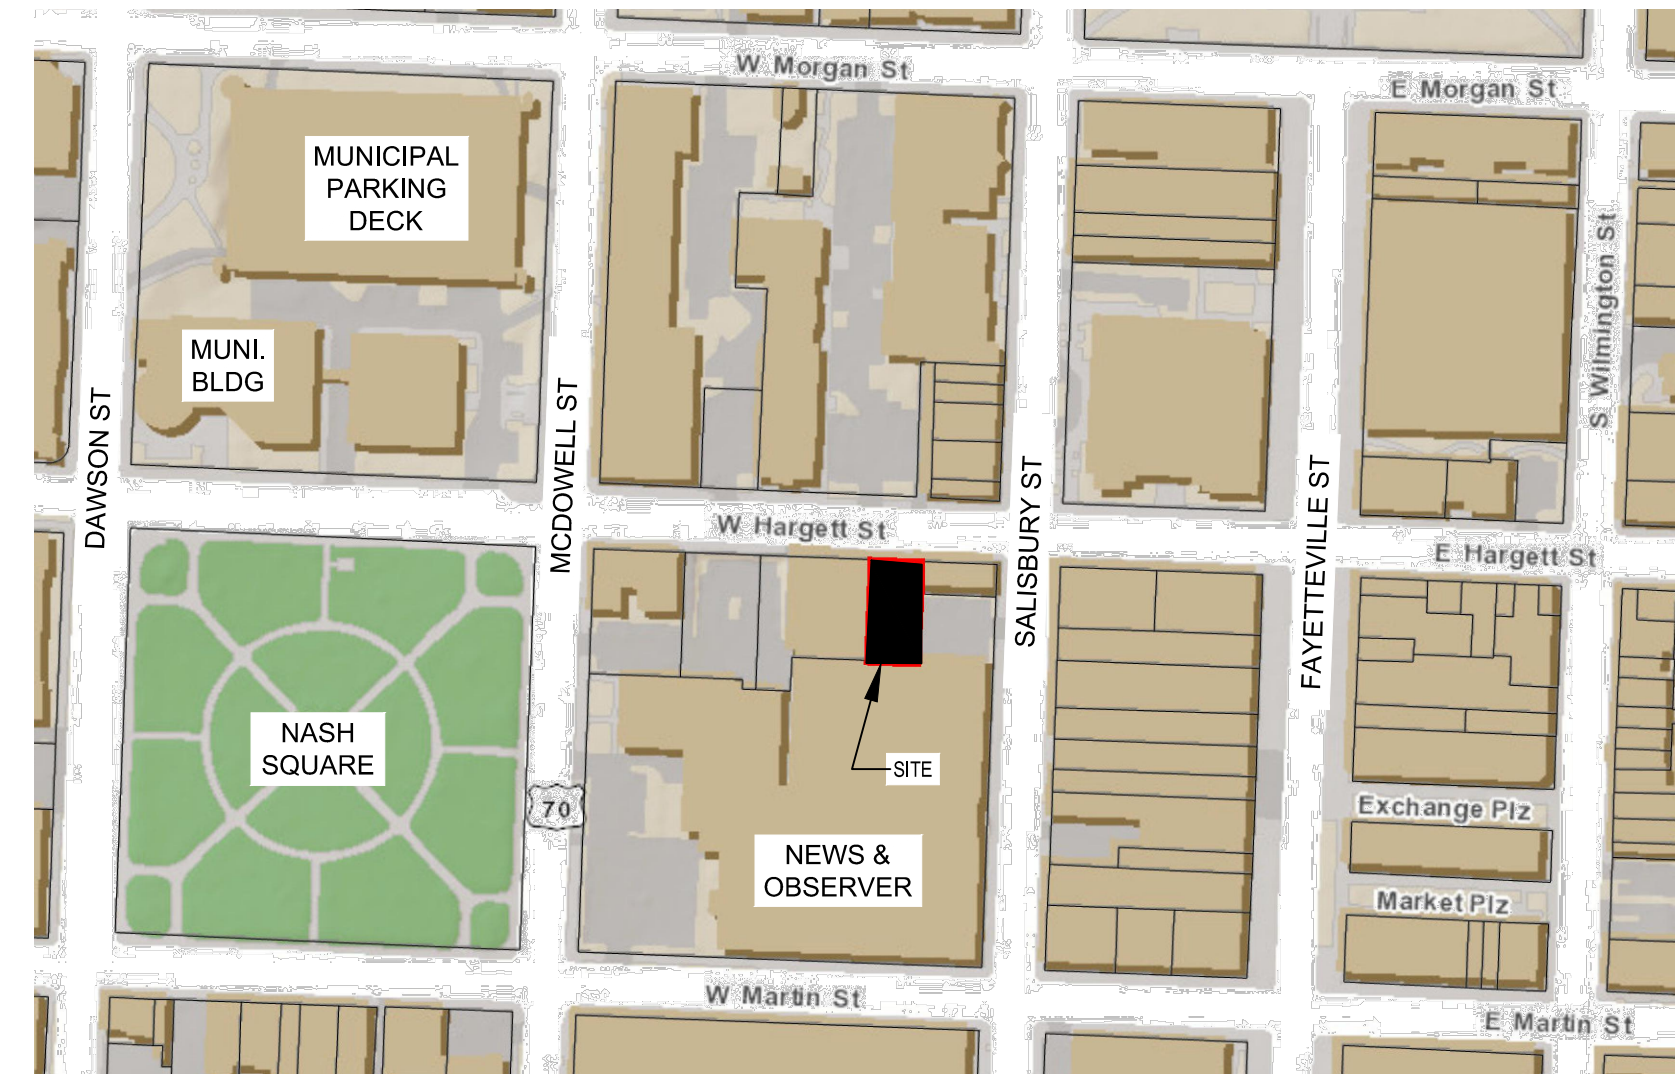 W Morgan St
E Morgan St
MUNICIPAL
PARKING
DECK
MUNI.
BLDG
S Wilmington St
DAWSON ST
MCDOWELL ST
SALISBURY ST
FAYETTEVILLE ST
W Hargett St
E Hargett St
NASH
SQUARE
SITE
70
Exchange Plz
NEWS &
OBSERVER
Market Plz
W Martin St
E Martin St